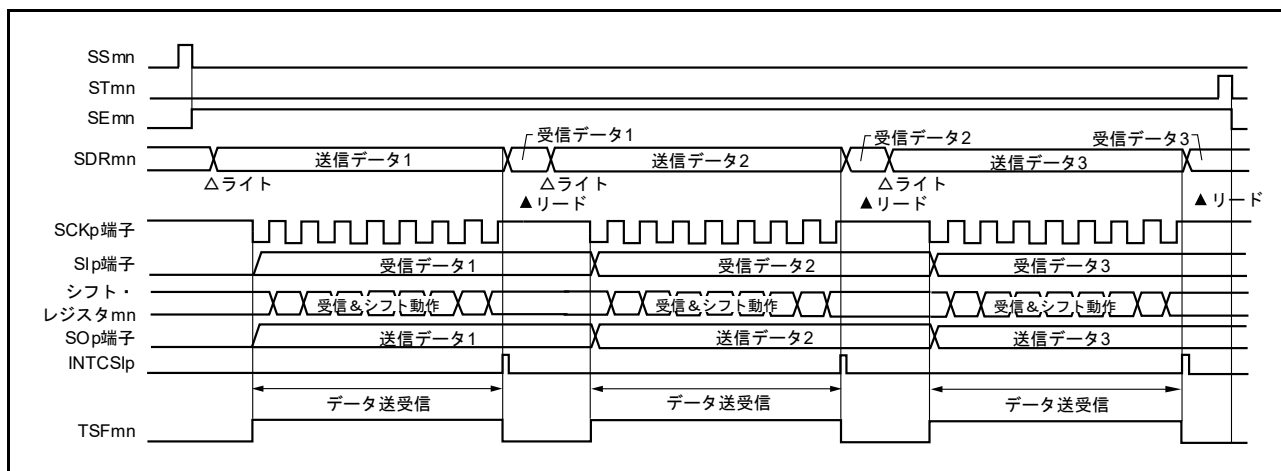 SSmn
STmn
SEmn
受信データ1 受信データ2 受信データ3
SDRmn 送信データ1 送信データ2 送信データ3
△ライト △ライト △ライト
▲リード ▲リード ▲リード
SCKp端子
SIp端子 受信データ1 受信データ2 受信データ3
シフト・
レジスタmn 受信&シフト動作 受信&シフト動作 受信&シフト動作
SOp端子 送信データ1 送信データ2 送信データ3
INTCSIp
データ送受信 データ送受信 データ送受信
TSFmn